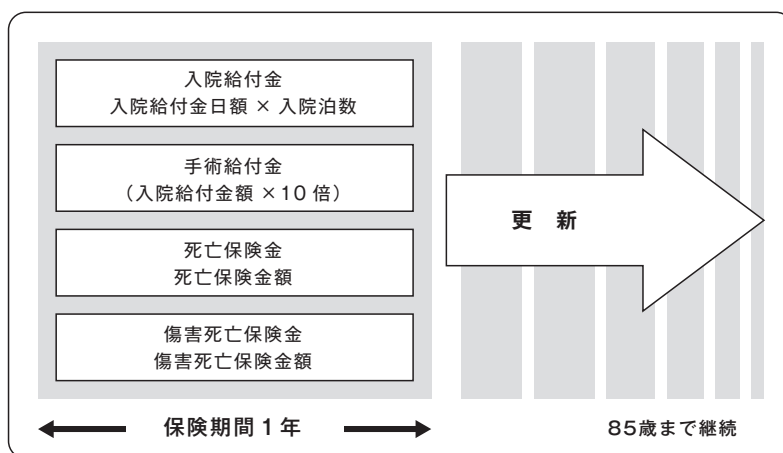 入院給付金
入院給付金日額 × 入院泊数
手術給付金
（入院給付金額 ×10 倍）
死亡保険金
死亡保険金額
傷害死亡保険金
傷害死亡保険金額
更　新
保険期間 1 年
85歳まで継続